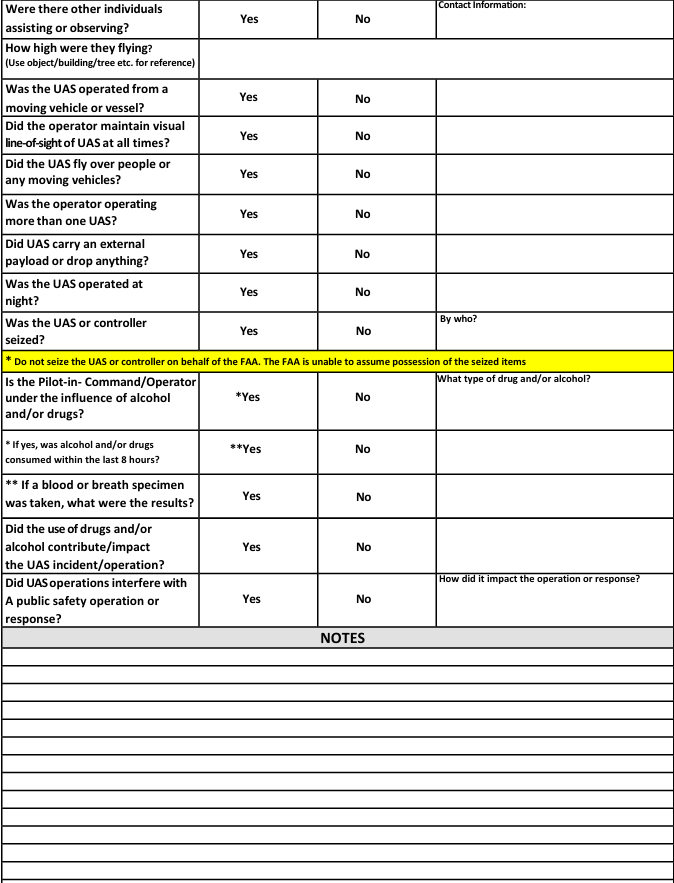 Were there other individuals
assisting or observing?
Yes
No
Contact Information:
How high were they flying?
(Use object/building/tree etc. for reference)
Was the UAS operated from a
moving vehicle or vessel?
Yes
No
Did the operator maintain visual
line-of-sight of UAS at all times?
Yes
No
Did the UAS fly over people or
any moving vehicles?
Yes
No
Was the operator operating
more than one UAS?
Yes
No
Did UAS carry an external
payload or drop anything?
Yes
No
Was the UAS operated at
night?
Yes
No
Was the UAS or controller
seized?
Yes
No
By who?
* Do not seize the UAS or controller on behalf of the FAA. The FAA is unable to assume possession of the seized items
Is the Pilot-in- Command/Operator
under the influence of alcohol
and/or drugs?
*Yes
No
What type of drug and/or alcohol?
* If yes, was alcohol and/or drugs
consumed within the last 8 hours?
**Yes
No
** If a blood or breath specimen
was taken, what were the results?
Yes
No
Did the use of drugs and/or
alcohol contribute/impact
the UAS incident/operation?
Yes
No
Did UAS operations interfere with
A public safety operation or
response?
Yes
No
How did it impact the operation or response?
NOTES